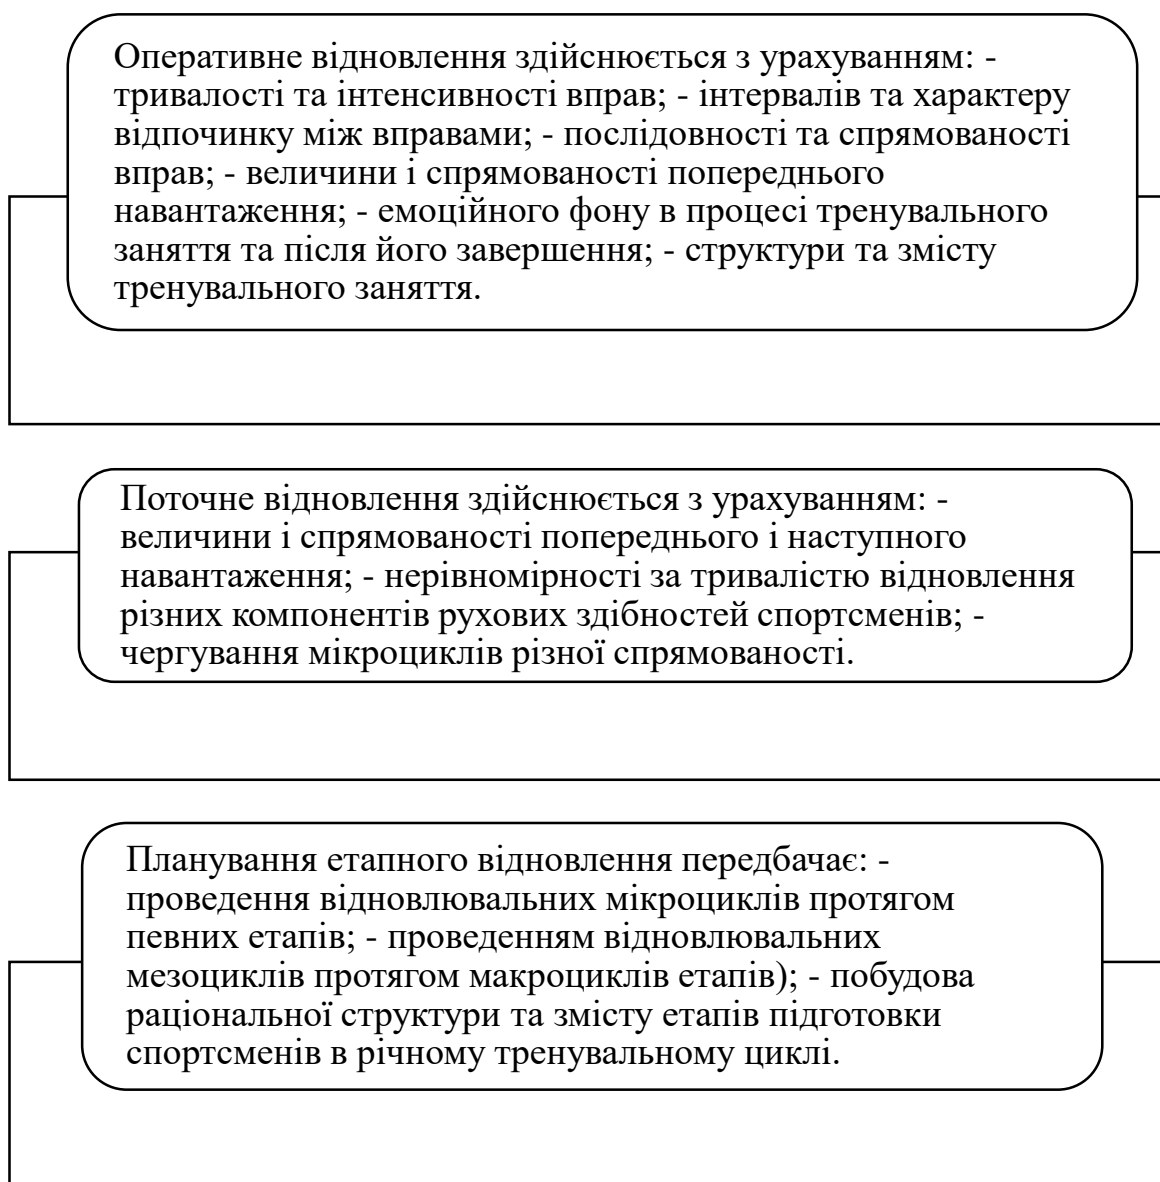 Оперативне відновлення здійснюється з урахуванням: -
тривалості та інтенсивності вправ; - інтервалів та характеру
відпочинку між вправами; - послідовності та спрямованості
вправ; - величини і спрямованості попереднього
навантаження; - емоційного фону в процесі тренувального
заняття та після його завершення; - структури та змісту
тренувального заняття.
Поточне відновлення здійснюється з урахуванням: -
величини і спрямованості попереднього і наступного
навантаження; - нерівномірності за тривалістю відновлення
різних компонентів рухових здібностей спортсменів; -
чергування мікроциклів різної спрямованості.
Планування етапного відновлення передбачає: -
проведення відновлювальних мікроциклів протягом
певних етапів; - проведенням відновлювальних
мезоциклів протягом макроциклів етапів); - побудова
раціональної структури та змісту етапів підготовки
спортсменів в річному тренувальному циклі.